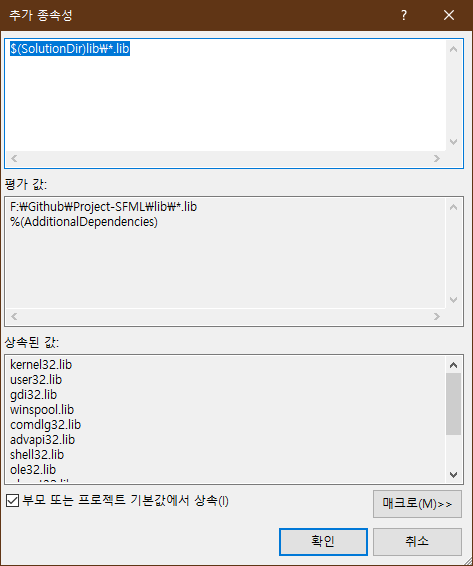 추가 종속성
?
$(SolutionDir)lib₩*.lib
평가 값:
F:₩Github₩Project-SFML₩lib₩*.lib
%(AdditionalDependencies)
상속된 값:
kernel32.lib
user32.lib
gdi32.lib
winspool.lib
comdlg32.lib
advapi32.lib
shell32.lib
ole32.lib
부모 또는 프로젝트 기본값에서 상속(I)
매크로(M)>>
확인
취소